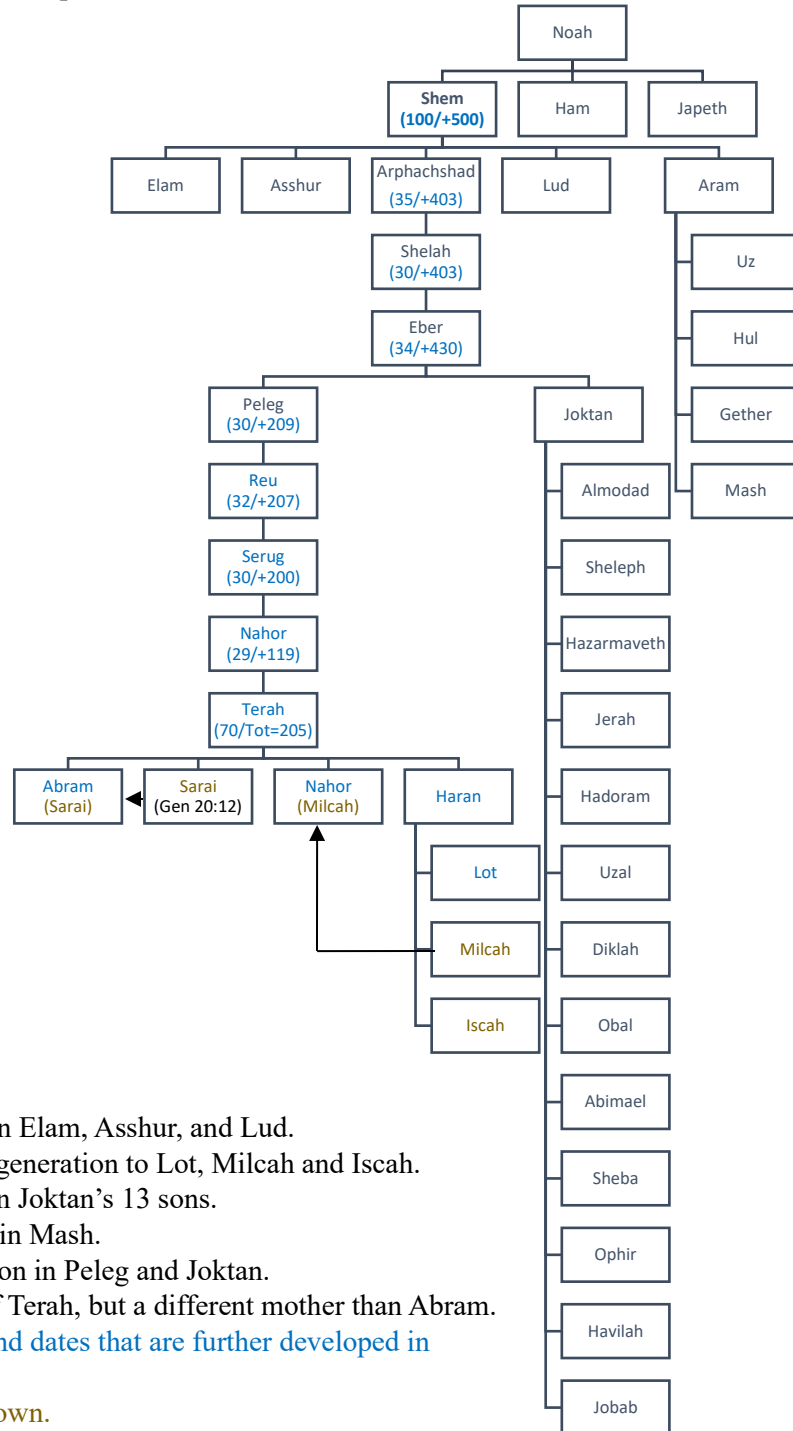 Noah
Shem
(100/+500)
Ham
Japeth
Elam
Asshur
Arphachshad
(35/+403)
Lud
Aram
Shelah
(30/+403)
Uz
Eber
(34/+430)
Hul
Peleg
(30/+209)
Joktan
Gether
Reu
(32/+207)
Almodad
Mash
Serug
(30/+200)
Sheleph
Nahor
(29/+119)
Hazarmaveth
Terah
(70/Tot=205)
Jerah
Abram
(Sarai)
Sarai
(Gen 20:12)
Nahor
(Milcah)
Haran
Hadoram
Lot
Uzal
Milcah
Diklah
Iscah
Obal
Abimael
Sheba
Ophir
Havilah
Jobab
n Elam, Asshur, and Lud.
generation to Lot, Milcah and Iscah.
n Joktan’s 13 sons.
in Mash.
on in Peleg and Joktan.
f Terah, but a different mother than Abram.
nd dates that are further developed in
own.